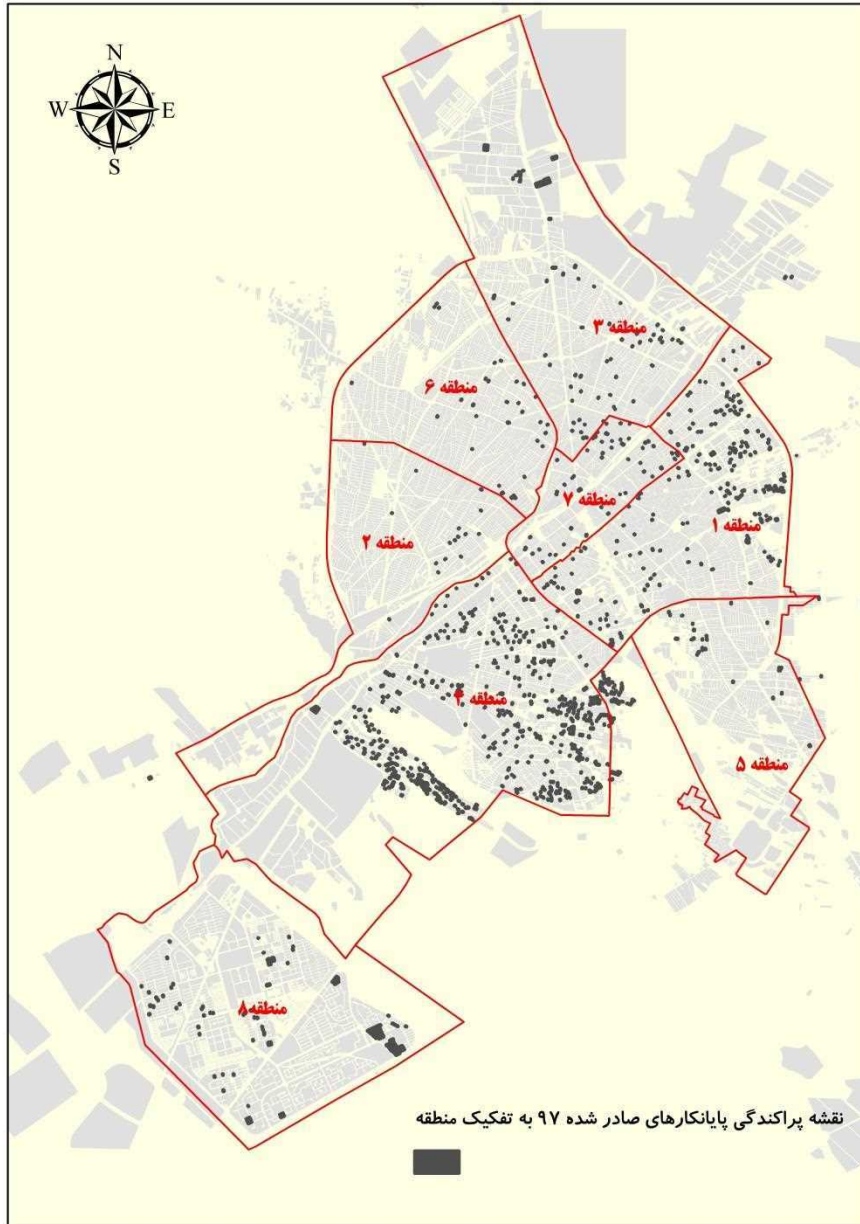 N
W E
S
منطقه ۳
منطقه ۶
منطقه ۷
منطقه ۱
منطقه ۲
منطقه ۴
منطقه ۵
منطقه ۸
نقشه پراکندگی پایانکارهای صادر شده ۹۷ به تفکیک منطقه